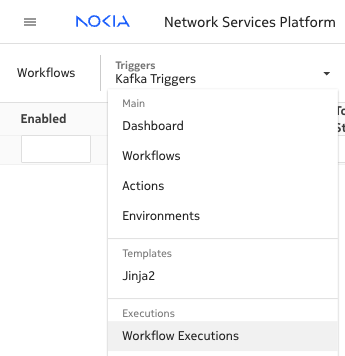 NOKIA Network Services Platform
Workflows
Triggers
Kafka Triggers
Enabled
Main
Dashboard
Workflows
Actions
Environments
Templates
Jinja2
Executions
Workflow Executions